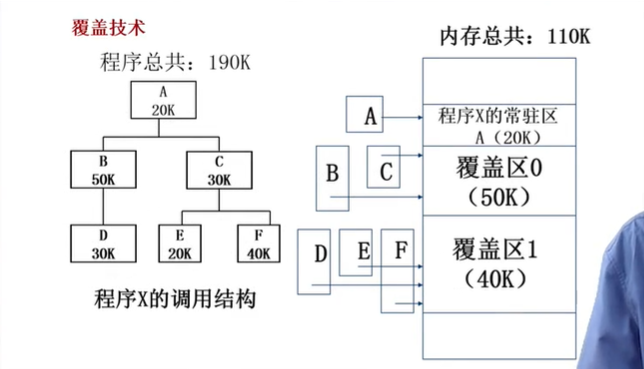 覆盖技术
程序总共：190K
A
20K
B
50K
C
30K
D
30K
E
20K
F
40K
程序X的调用结构
内存总共：110K
A
B
C
D
E
F
程序X的常驻区
A（20K）
覆盖区0
（50K）
覆盖区1
（40K）